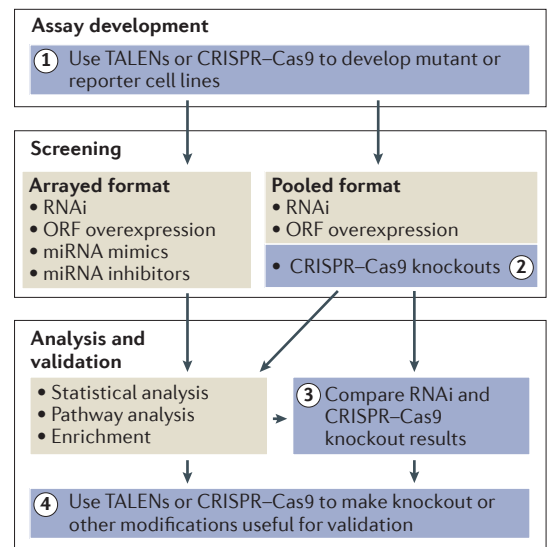 Assay development
① Use TALENs or CRISPR–Cas9 to develop mutant or
reporter cell lines
Screening
Arrayed format
• RNAi
• ORF overexpression
• miRNA mimics
• miRNA inhibitors
Pooled format
• RNAi
• ORF overexpression
• CRISPR–Cas9 knockouts ②
Analysis and
validation
• Statistical analysis
• Pathway analysis
• Enrichment
③ Compare RNAi and
CRISPR–Cas9
knockout results
④ Use TALENs or CRISPR–Cas9 to make knockout or
other modifications useful for validation